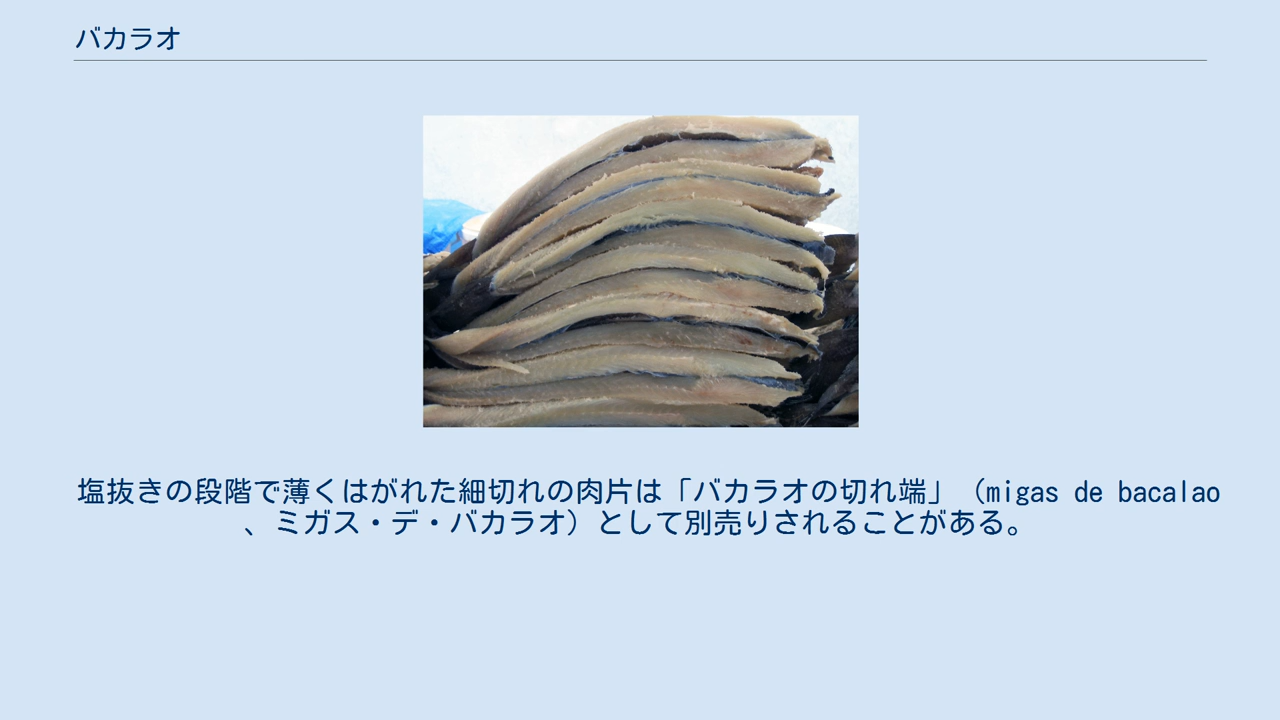 バカラオ
塩抜きの段階で薄くはがれた細切れの肉片は「バカラオの切れ端」（migas de bacalao
、ミガス・デ・バカラオ）として別売りされることがある。